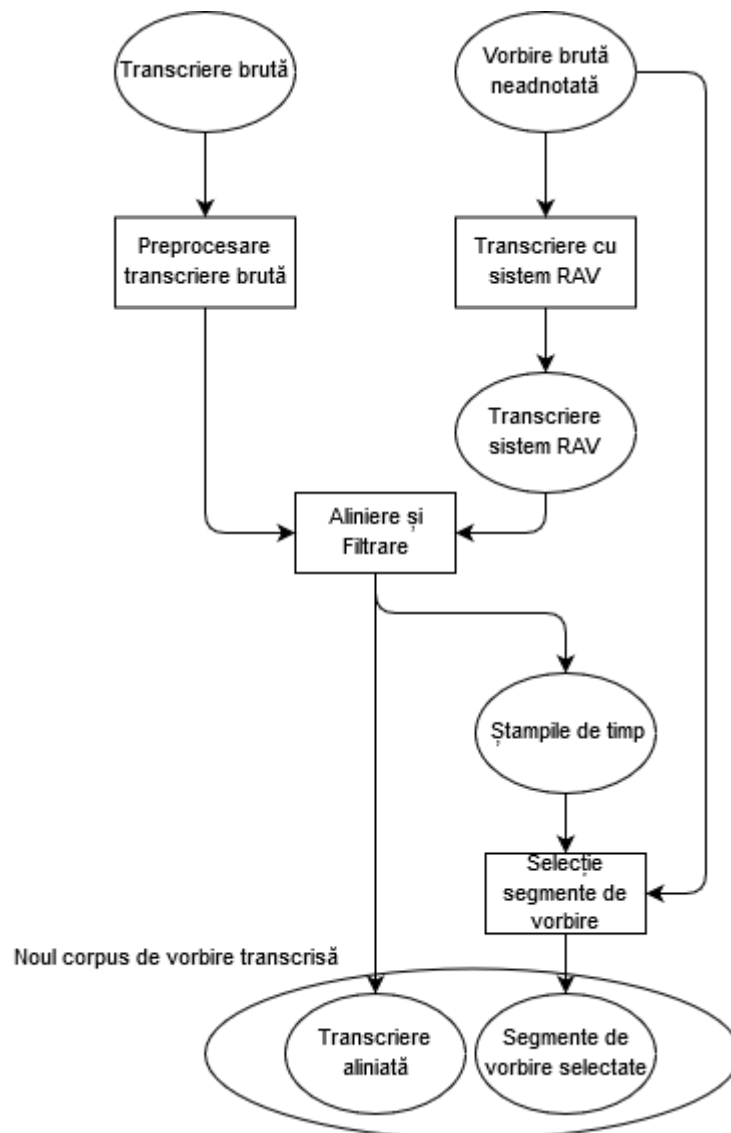 Transcriere brută
Vorbire brută
neadnotată
Preprocesare
transcriere brută
Transcriere cu
sistem RAV
Transcriere
sistem RAV
Aliniere și
Filtrare
Ștampile de timp
Selecție
segmente de
vorbire
Noul corpus de vorbire transcrisă
Transcriere
aliniată
Segmente de
vorbire selectate